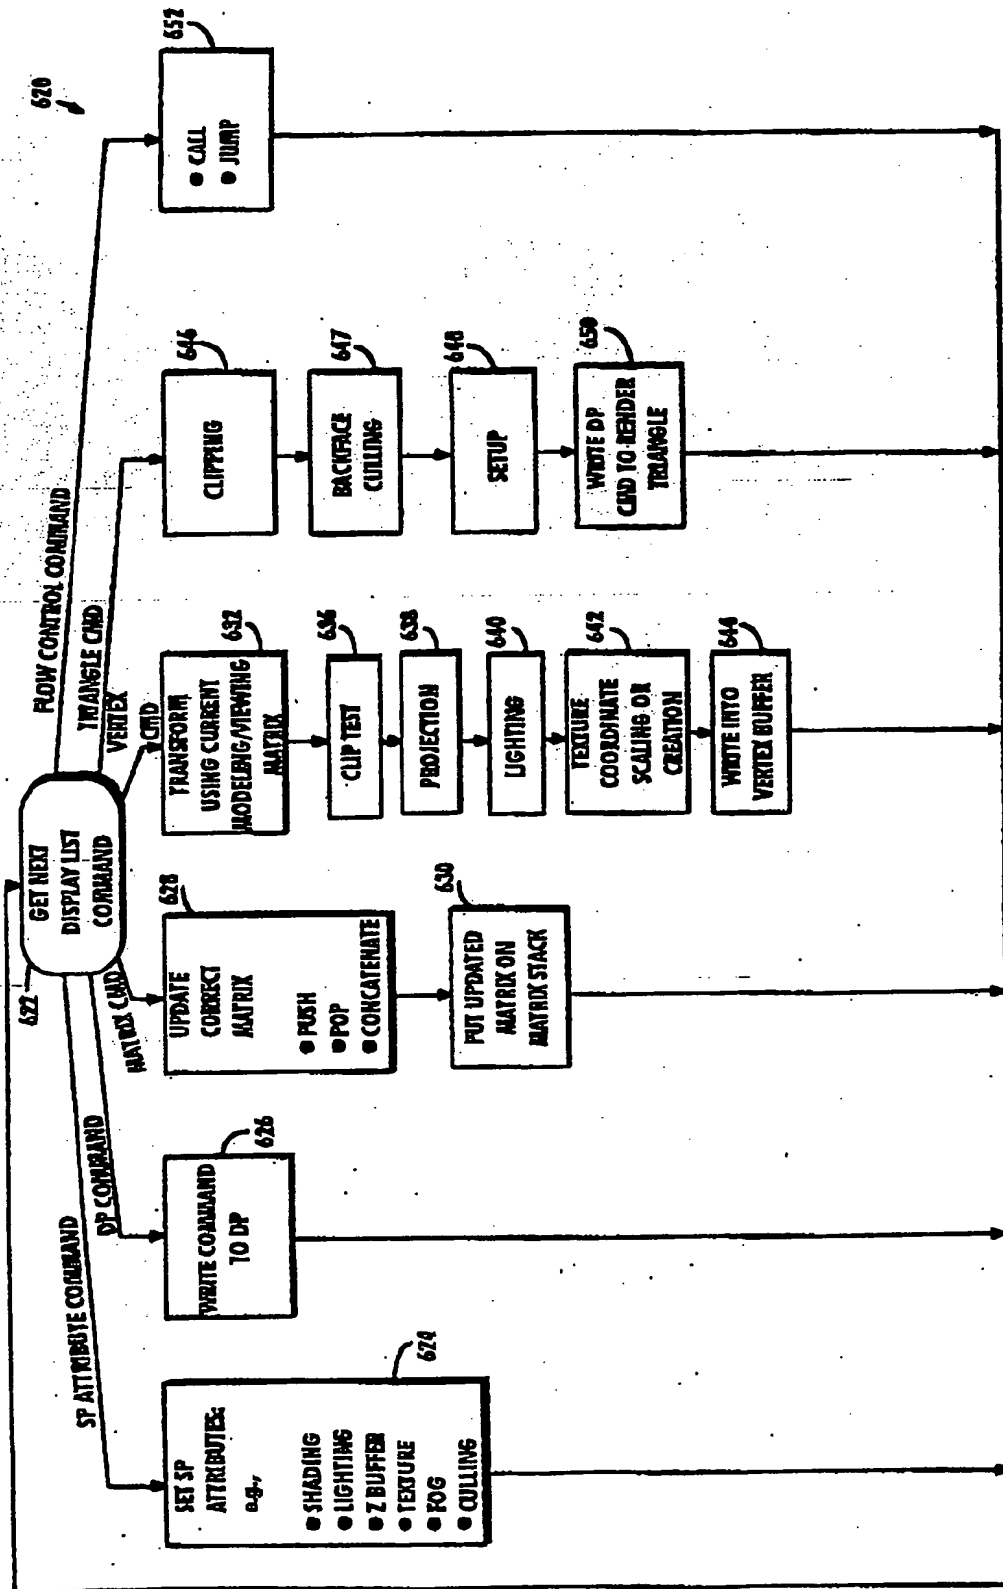 620
622
GET NEXT
DISPLAY LIST
COMMAND
SP ATTRIBUTE COMMAND
DP COMMAND
MATRIX CMD
VERTEX
CMD
TRIANGLE CMD
FLOW CONTROL COMMAND
624
SET SP
ATTRIBUTES:
e.g.,
● SHADING
● LIGHTING
● Z BUFFER
● TEXTURE
● FOG
● CULLING
626
WRITE COMMAND
TO DP
628
UPDATE
CORRECT
MATRIX
● PUSH
● POP
● CONCATENATE
630
PUT UPDATED
MATRIX ON
MATRIX STACK
632
TRANSFORM
USING CURRENT
MODELING/VIEWING
MATRIX
636
CLIP TEST
638
PROJECTION
640
LIGHTING
642
TEXTURE
COORDINATE
SCALING OR
CREATION
644
WRITE INTO
VERTEX BUFFER
646
CLIPPING
647
BACKFACE
CULLING
648
SETUP
650
WRITE DP
CMD TO RENDER
TRIANGLE
652
● CALL
● JUMP